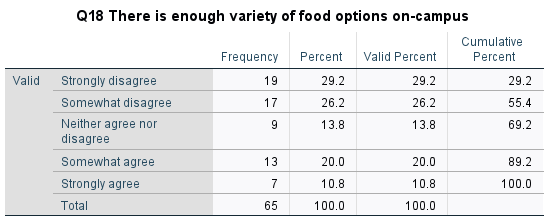 Q18 There is enough variety of food options on-campus
Frequency Percent Valid Percent Cumulative Percent
Valid Strongly disagree 19 29.2 29.2 29.2
Somewhat disagree 17 26.2 26.2 55.4
Neither agree nor disagree 9 13.8 13.8 69.2
Somewhat agree 13 20.0 20.0 89.2
Strongly agree 7 10.8 10.8 100.0
Total 65 100.0 100.0